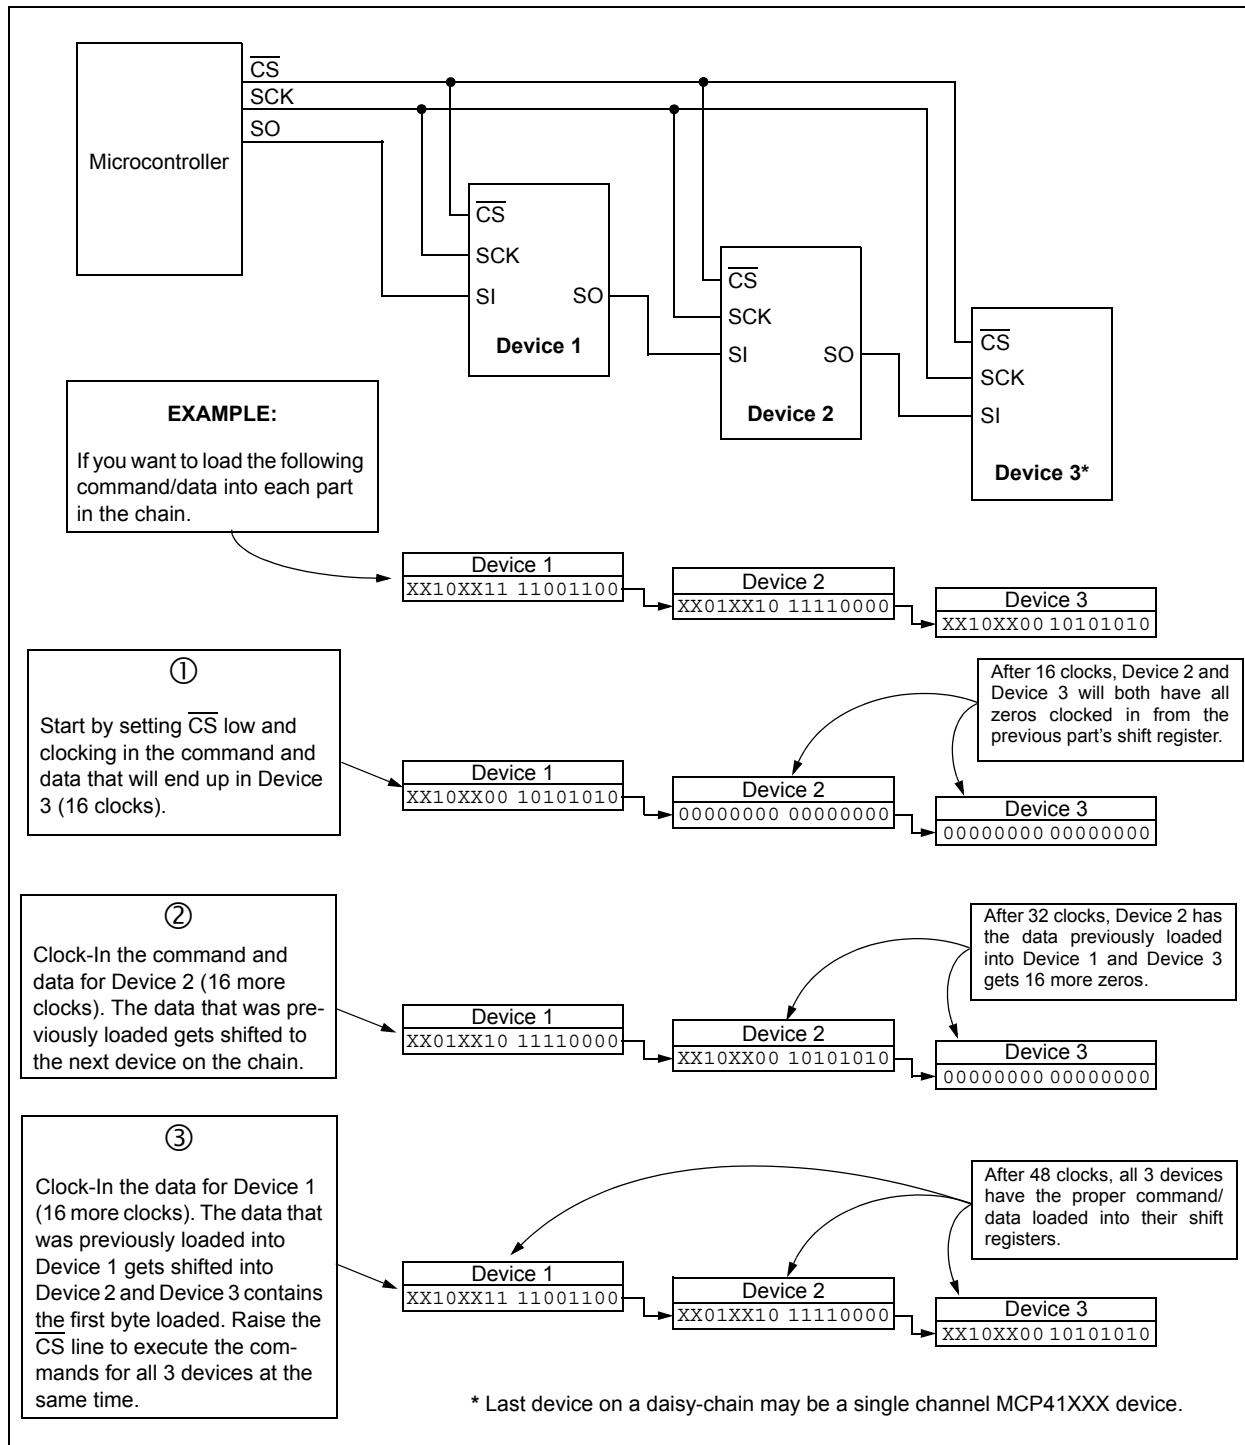 Microcontroller
CS
SCK
SO
CS
SCK
SI SO
Device 1
CS
SCK
SI SO
Device 2
CS
SCK
SI
Device 3*
EXAMPLE:
If you want to load the following
command/data into each part
in the chain.
Device 1
XX10XX11 11001100
Device 2
XX01XX10 11110000
Device 3
XX10XX00 10101010
①
Start by setting CS low and
clocking in the command and
data that will end up in Device
3 (16 clocks).
After 16 clocks, Device 2 and
Device 3 will both have all
zeros clocked in from the
previous part's shift register.
Device 1
XX10XX00 10101010
Device 2
00000000 00000000
Device 3
00000000 00000000
②
Clock-In the command and
data for Device 2 (16 more
clocks). The data that was pre-
viously loaded gets shifted to
the next device on the chain.
After 32 clocks, Device 2 has
the data previously loaded
into Device 1 and Device 3
gets 16 more zeros.
Device 1
XX01XX10 11110000
Device 2
XX10XX00 10101010
Device 3
00000000 00000000
③
Clock-In the data for Device 1
(16 more clocks). The data that
was previously loaded into
Device 1 gets shifted into
Device 2 and Device 3 contains
the first byte loaded. Raise the
CS line to execute the com-
mands for all 3 devices at the
same time.
After 48 clocks, all 3 devices
have the proper command/
data loaded into their shift
registers.
Device 1
XX10XX11 11001100
Device 2
XX01XX10 11110000
Device 3
XX10XX00 10101010
* Last device on a daisy-chain may be a single channel MCP41XXX device.